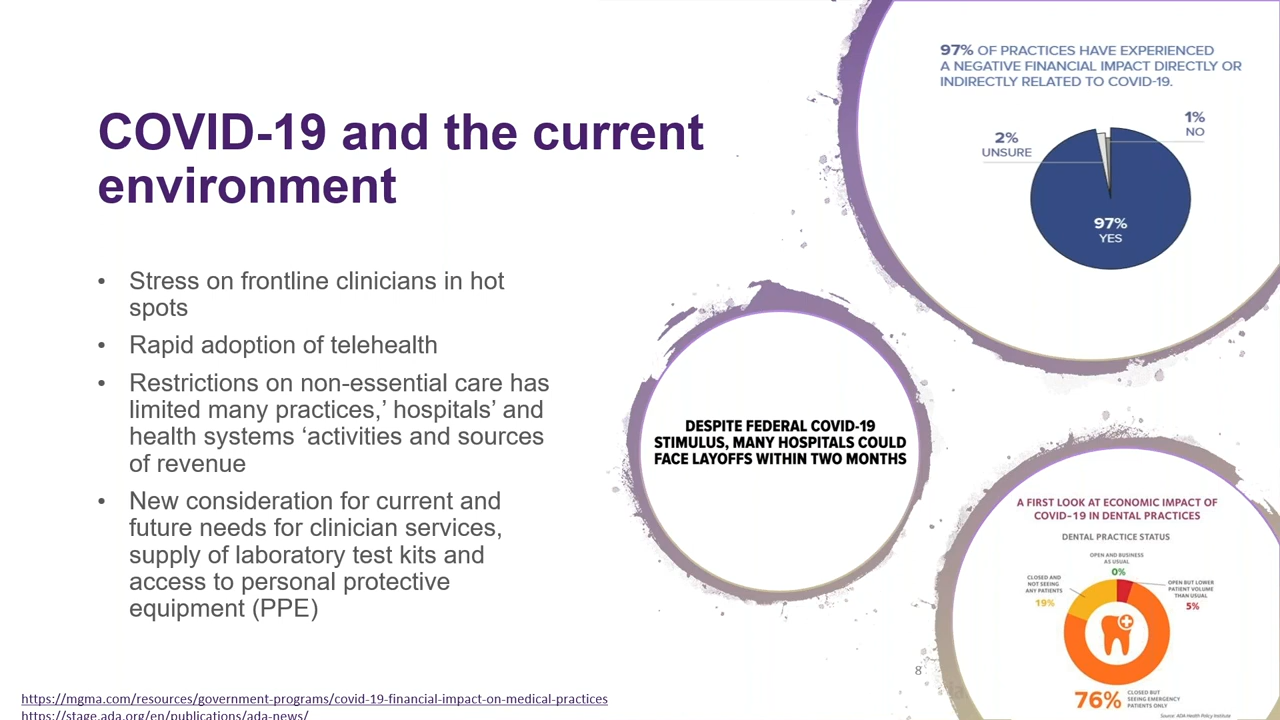 COVID-19 and the current
environment
• Stress on frontline clinicians in hot
spots
• Rapid adoption of telehealth
• Restrictions on non-essential care has
limited many practices,’ hospitals’ and
health systems ‘activities and sources
of revenue
• New consideration for current and
future needs for clinician services,
supply of laboratory test kits and
access to personal protective
equipment (PPE)
https://mgma.com/resources/government-programs/covid-19-financial-impact-on-medical-practices
https://stage.ada.org/en/publications/ada-news/
97% OF PRACTICES HAVE EXPERIENCED
A NEGATIVE FINANCIAL IMPACT DIRECTLY OR
INDIRECTLY RELATED TO COVID-19.
1%
NO
2%
UNSURE
97%
YES
DESPITE FEDERAL COVID-19
STIMULUS, MANY HOSPITALS COULD
FACE LAYOFFS WITHIN TWO MONTHS
A FIRST LOOK AT ECONOMIC IMPACT OF
COVID-19 IN DENTAL PRACTICES
DENTAL PRACTICE STATUS
OPEN AND BUSINESS
AS USUAL
0%
CLOSED AND
NOT SEEING
ANY PATIENTS
19%
OPEN BUT LOWER
PATIENT VOLUME
THAN USUAL
5%
76%
CLOSED BUT
SEEING EMERGENCY
PATIENTS ONLY
Source: ADA Health Policy Institute
8